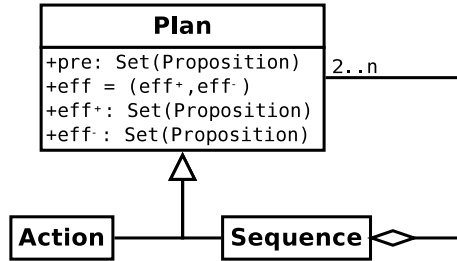 Plan
+pre: Set(Proposition)
2..n
+eff = (eff⁺,eff⁻)
+eff⁺: Set(Proposition)
+eff⁻: Set(Proposition)
Action
Sequence